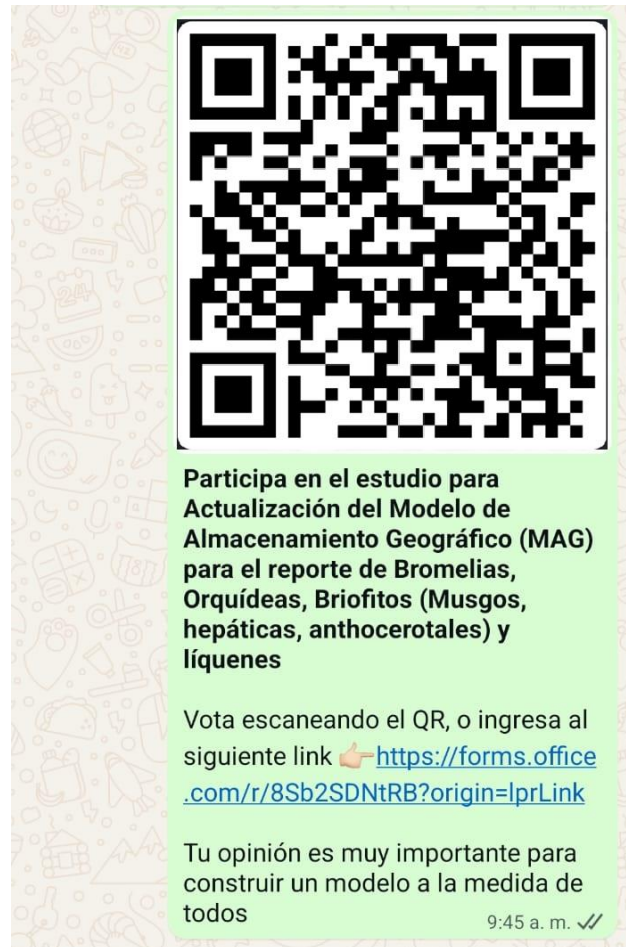 Participa en el estudio para
Actualización del Modelo de
Almacenamiento Geográfico (MAG)
para el reporte de Bromelias,
Orquídeas, Briofitos (Musgos,
hepáticas, anthocerotales) y
líquenes
Vota escaneando el QR, o ingresa al
siguiente link 👉🏻https://forms.office
.com/r/8Sb2SDNtRB?origin=lprLink
Tu opinión es muy importante para
construir un modelo a la medida de
todos
9:45 a. m.